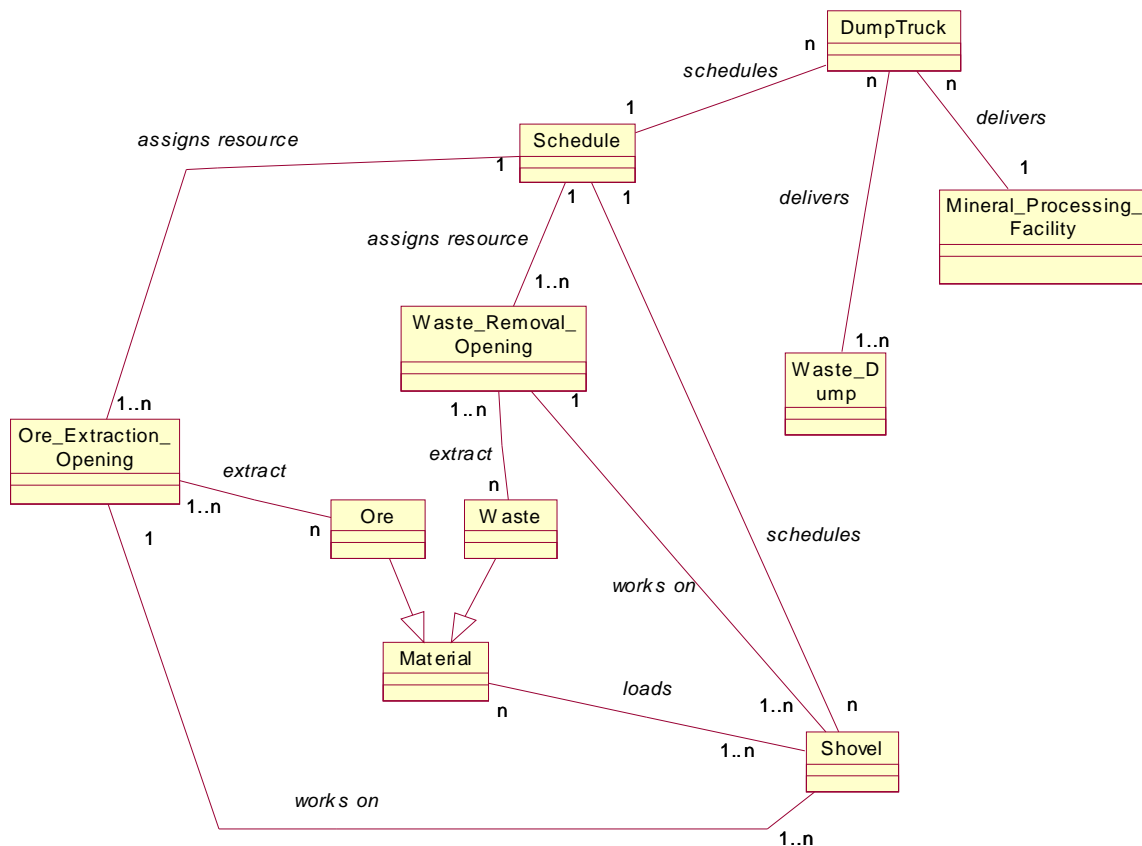 DumpTruck
n
schedules
n
n
1
delivers
assigns resource
Schedule
1
1
1
1
delivers
Mineral_Processing_
Facility
assigns resource
1..n
Waste_Removal_
Opening
1..n
Waste_D
ump
1..n
1..n
1
Ore_Extraction_
Opening
extract
extract
1..n
n
n
Ore
Waste
1
schedules
works on
Material
loads
n
1..n
n
1..n
Shovel
works on
1..n